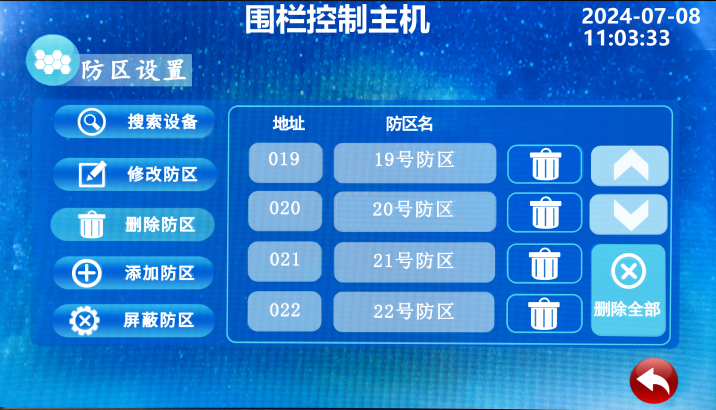 围栏控制主机
2024-07-08
11:03:33
防区设置
搜索设备
修改防区
删除防区
添加防区
屏蔽防区
地址 防区名
019 19号防区
020 20号防区
021 21号防区
022 22号防区
删除全部